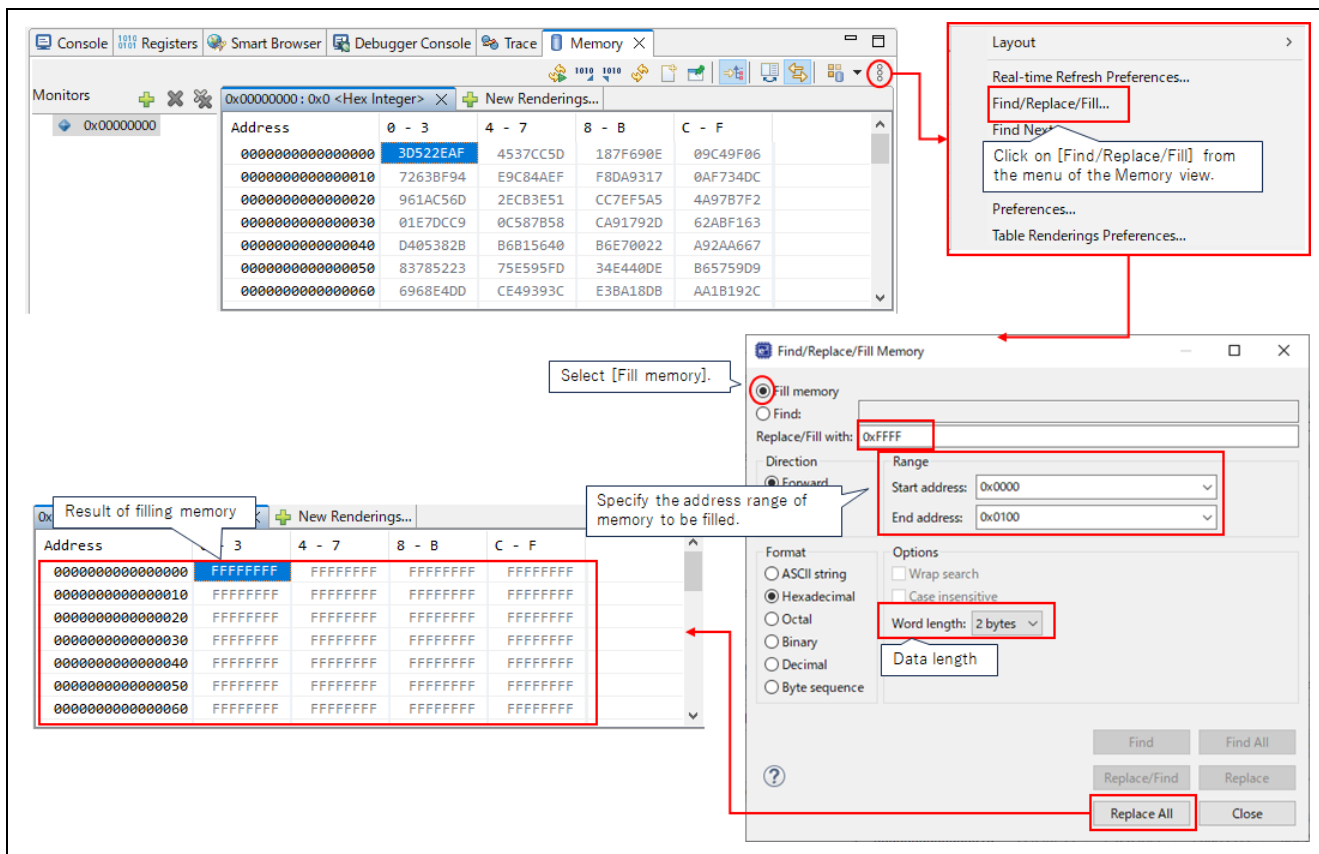 Console Registers Smart Browser Debugger Console Trace Memory
Monitors
0x00000000 : 0x0 <Hex Integer> New Renderings...
0x00000000
Address 0 - 3 4 - 7 8 - B C - F
0000000000000000 3D522EAF 4537CC5D 187F690E 09C49F06
0000000000000010 7263BF94 E9C84AEF F8DA9317 0AF734DC
0000000000000020 961AC56D 2ECB3E51 CC7EF5A5 4A97B7F2
0000000000000030 01E7DCC9 0C587B58 CA91792D 62ABF163
0000000000000040 D405382B B6B15640 B6E70022 A92AA667
0000000000000050 83785223 75E595FD 34E440DE B65759D9
0000000000000060 6968E4DD CE49393C E3BA18DB AA1B192C
Layout
Real-time Refresh Preferences...
Find/Replace/Fill...
Find Next
Click on [Find/Replace/Fill] from
the menu of the Memory view.
Preferences...
Table Renderings Preferences...
Select [Fill memory].
Find/Replace/Fill Memory
Fill memory
Find:
Replace/Fill with: 0xFFFF
Direction
Forward
Range
Start address: 0x0000
End address: 0x0100
Specify the address range of
memory to be filled.
Format
ASCII string
Hexadecimal
Octal
Binary
Decimal
Byte sequence
Options
Wrap search
Case insensitive
Word length: 2 bytes
Data length
Find Find All
Replace/Find Replace
Replace All Close
Result of filling memory
0x New Renderings...
Address - 3 4 - 7 8 - B C - F
0000000000000000 FFFFFFFF FFFFFFFF FFFFFFFF FFFFFFFF
0000000000000010 FFFFFFFF FFFFFFFF FFFFFFFF FFFFFFFF
0000000000000020 FFFFFFFF FFFFFFFF FFFFFFFF FFFFFFFF
0000000000000030 FFFFFFFF FFFFFFFF FFFFFFFF FFFFFFFF
0000000000000040 FFFFFFFF FFFFFFFF FFFFFFFF FFFFFFFF
0000000000000050 FFFFFFFF FFFFFFFF FFFFFFFF FFFFFFFF
0000000000000060 FFFFFFFF FFFFFFFF FFFFFFFF FFFFFFFF